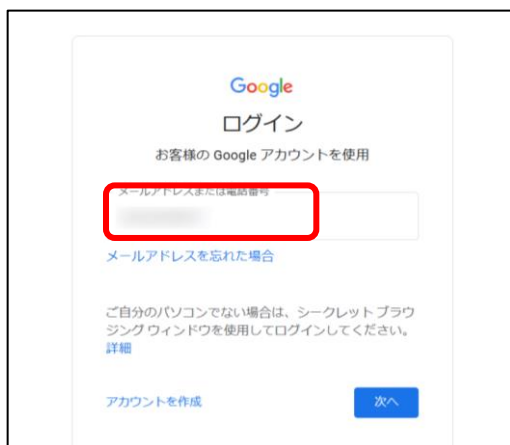 Google
ログイン
お客様の Google アカウントを使用
メールアドレスまたは電話番号
メールアドレスを忘れた場合
ご自分のパソコンでない場合は、シークレット ブラウ
ジング ウィンドウを使用してログインしてください。
詳細
アカウントを作成
次へ